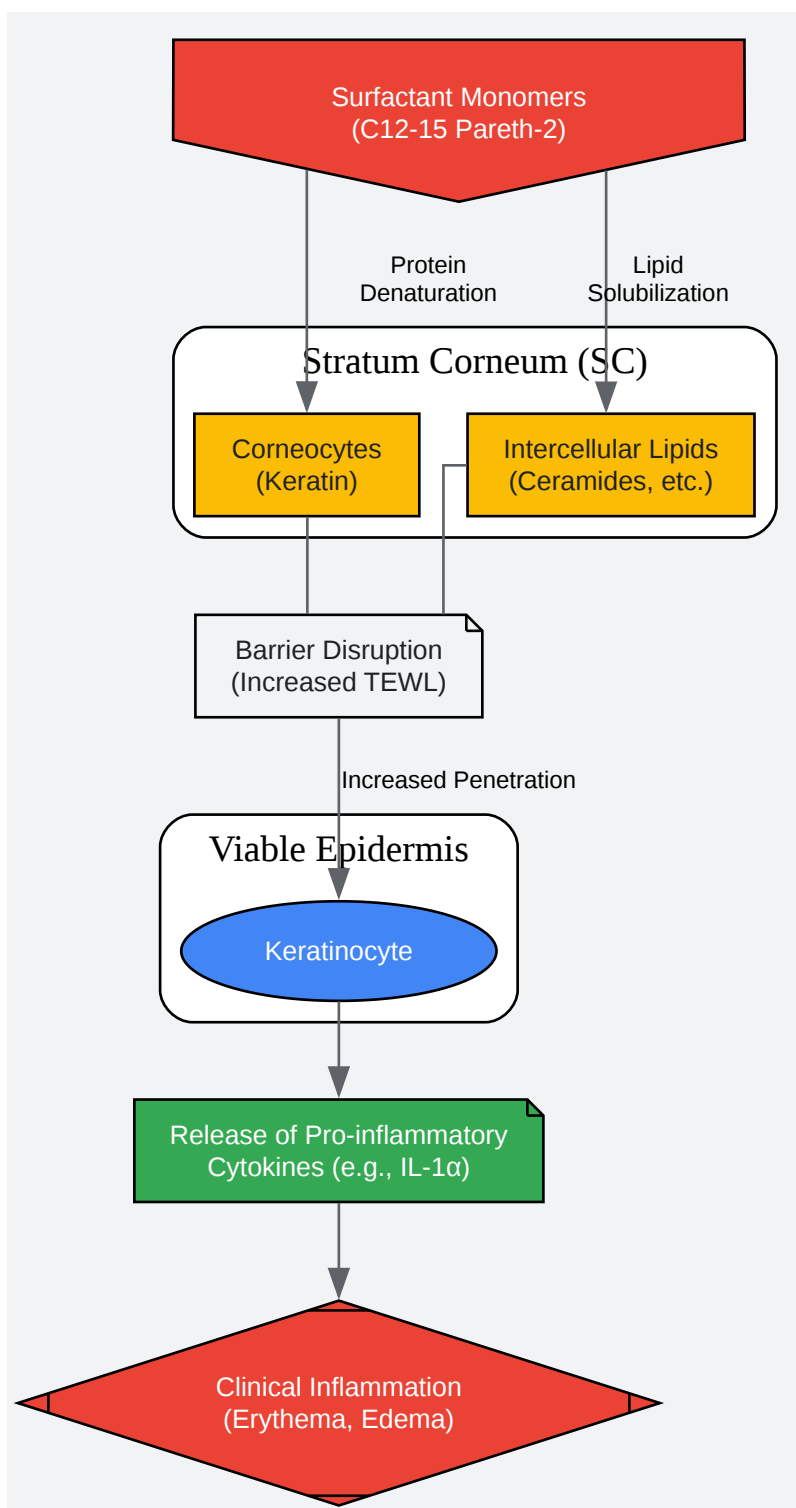 Surfactant Monomers
(C12-15 Pareth-2)
Protein
Denaturation
Lipid
Solubilization
Stratum Corneum (SC)
Corneocytes
(Keratin)
Intercellular Lipids
(Ceramides, etc.)
Barrier Disruption
(Increased TEWL)
Increased Penetration
Viable Epidermis
Keratinocyte
Release of Pro-inflammatory
Cytokines (e.g., IL-1α)
Clinical Inflammation
(Erythema, Edema)